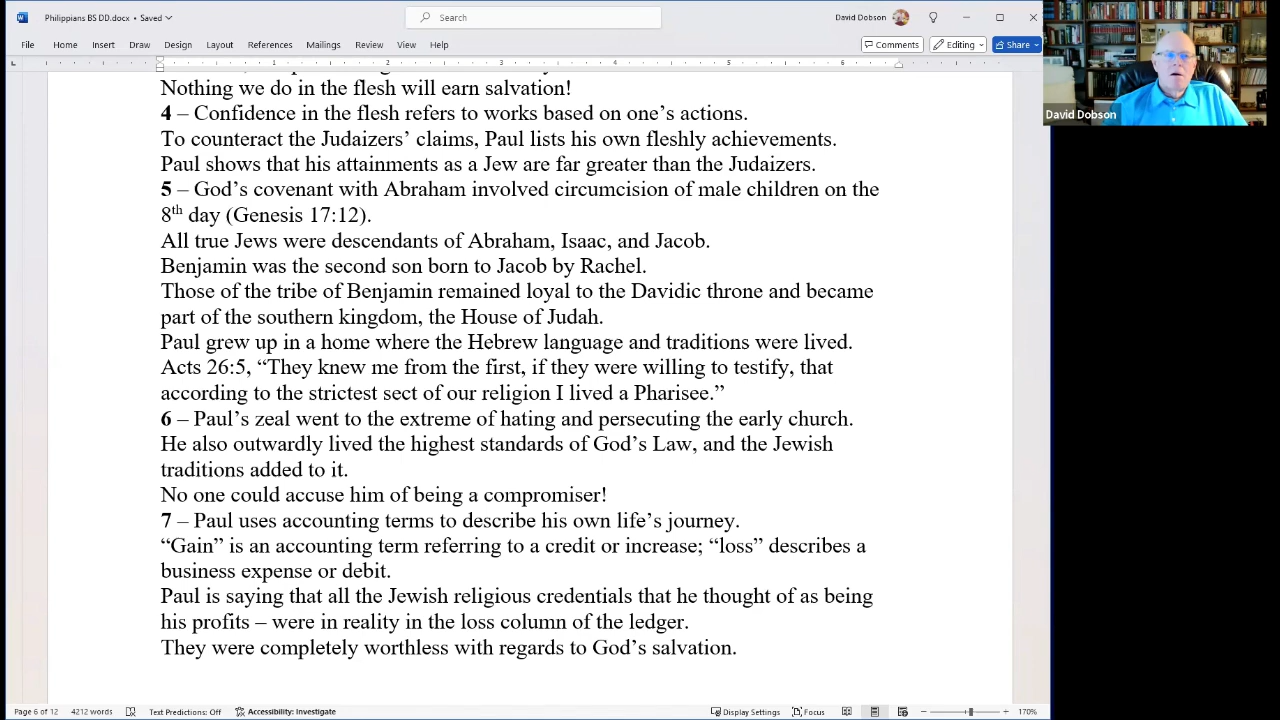 Philippians BS DD.docx • Saved
Search
David Dobson
File Home Insert Draw Design Layout References Mailings Review View Help
Comments Editing Share
1 2 3 4 5 6
Nothing we do in the flesh will earn salvation!
4 – Confidence in the flesh refers to works based on one’s actions.
To counteract the Judaizers’ claims, Paul lists his own fleshly achievements.
Paul shows that his attainments as a Jew are far greater than the Judaizers.
5 – God’s covenant with Abraham involved circumcision of male children on the
8th day (Genesis 17:12).
All true Jews were descendants of Abraham, Isaac, and Jacob.
Benjamin was the second son born to Jacob by Rachel.
Those of the tribe of Benjamin remained loyal to the Davidic throne and became
part of the southern kingdom, the House of Judah.
Paul grew up in a home where the Hebrew language and traditions were lived.
Acts 26:5, “They knew me from the first, if they were willing to testify, that
according to the strictest sect of our religion I lived a Pharisee.”
6 – Paul’s zeal went to the extreme of hating and persecuting the early church.
He also outwardly lived the highest standards of God’s Law, and the Jewish
traditions added to it.
No one could accuse him of being a compromiser!
7 – Paul uses accounting terms to describe his own life’s journey.
“Gain” is an accounting term referring to a credit or increase; “loss” describes a
business expense or debit.
Paul is saying that all the Jewish religious credentials that he thought of as being
his profits – were in reality in the loss column of the ledger.
They were completely worthless with regards to God’s salvation.
Page 6 of 12 4212 words Text Predictions: Off Accessibility: Investigate Display Settings Focus 170%
David Dobson